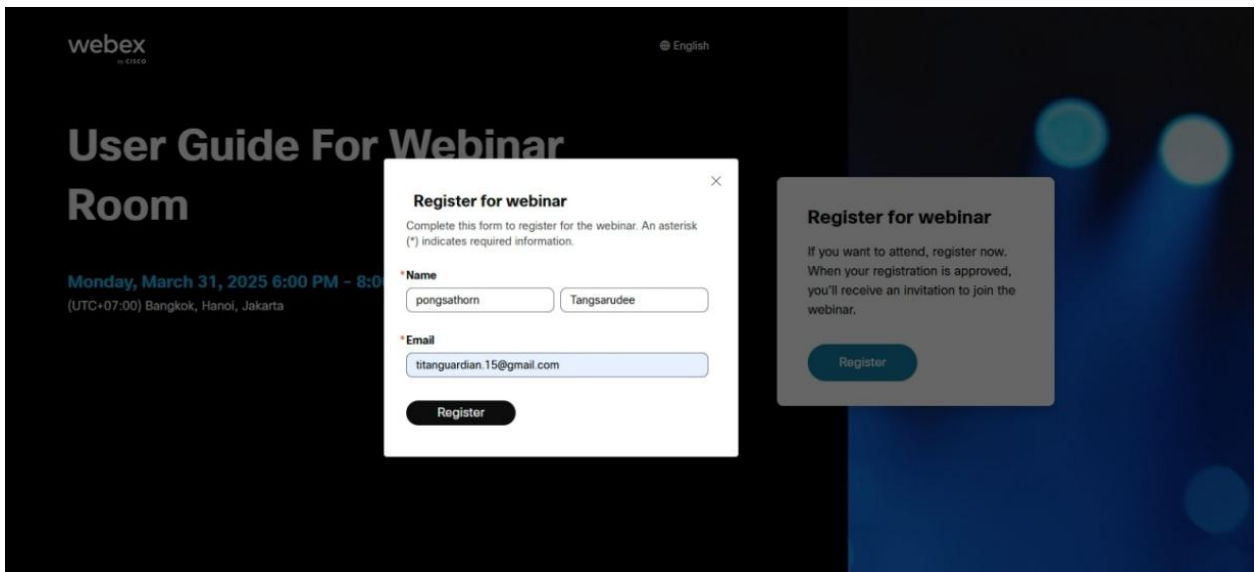 webex
by CISCO
English
User Guide For Webinar
Room
Monday, March 31, 2025 6:00 PM - 8:0
(UTC+07:00) Bangkok, Hanoi, Jakarta
Register for webinar
Complete this form to register for the webinar. An asterisk
(*) indicates required information.
*Name
pongsathorn Tangsarudee
*Email
titanguardian.15@gmail.com
Register
Register for webinar
If you want to attend, register now.
When your registration is approved,
you'll receive an invitation to join the
webinar.
Register